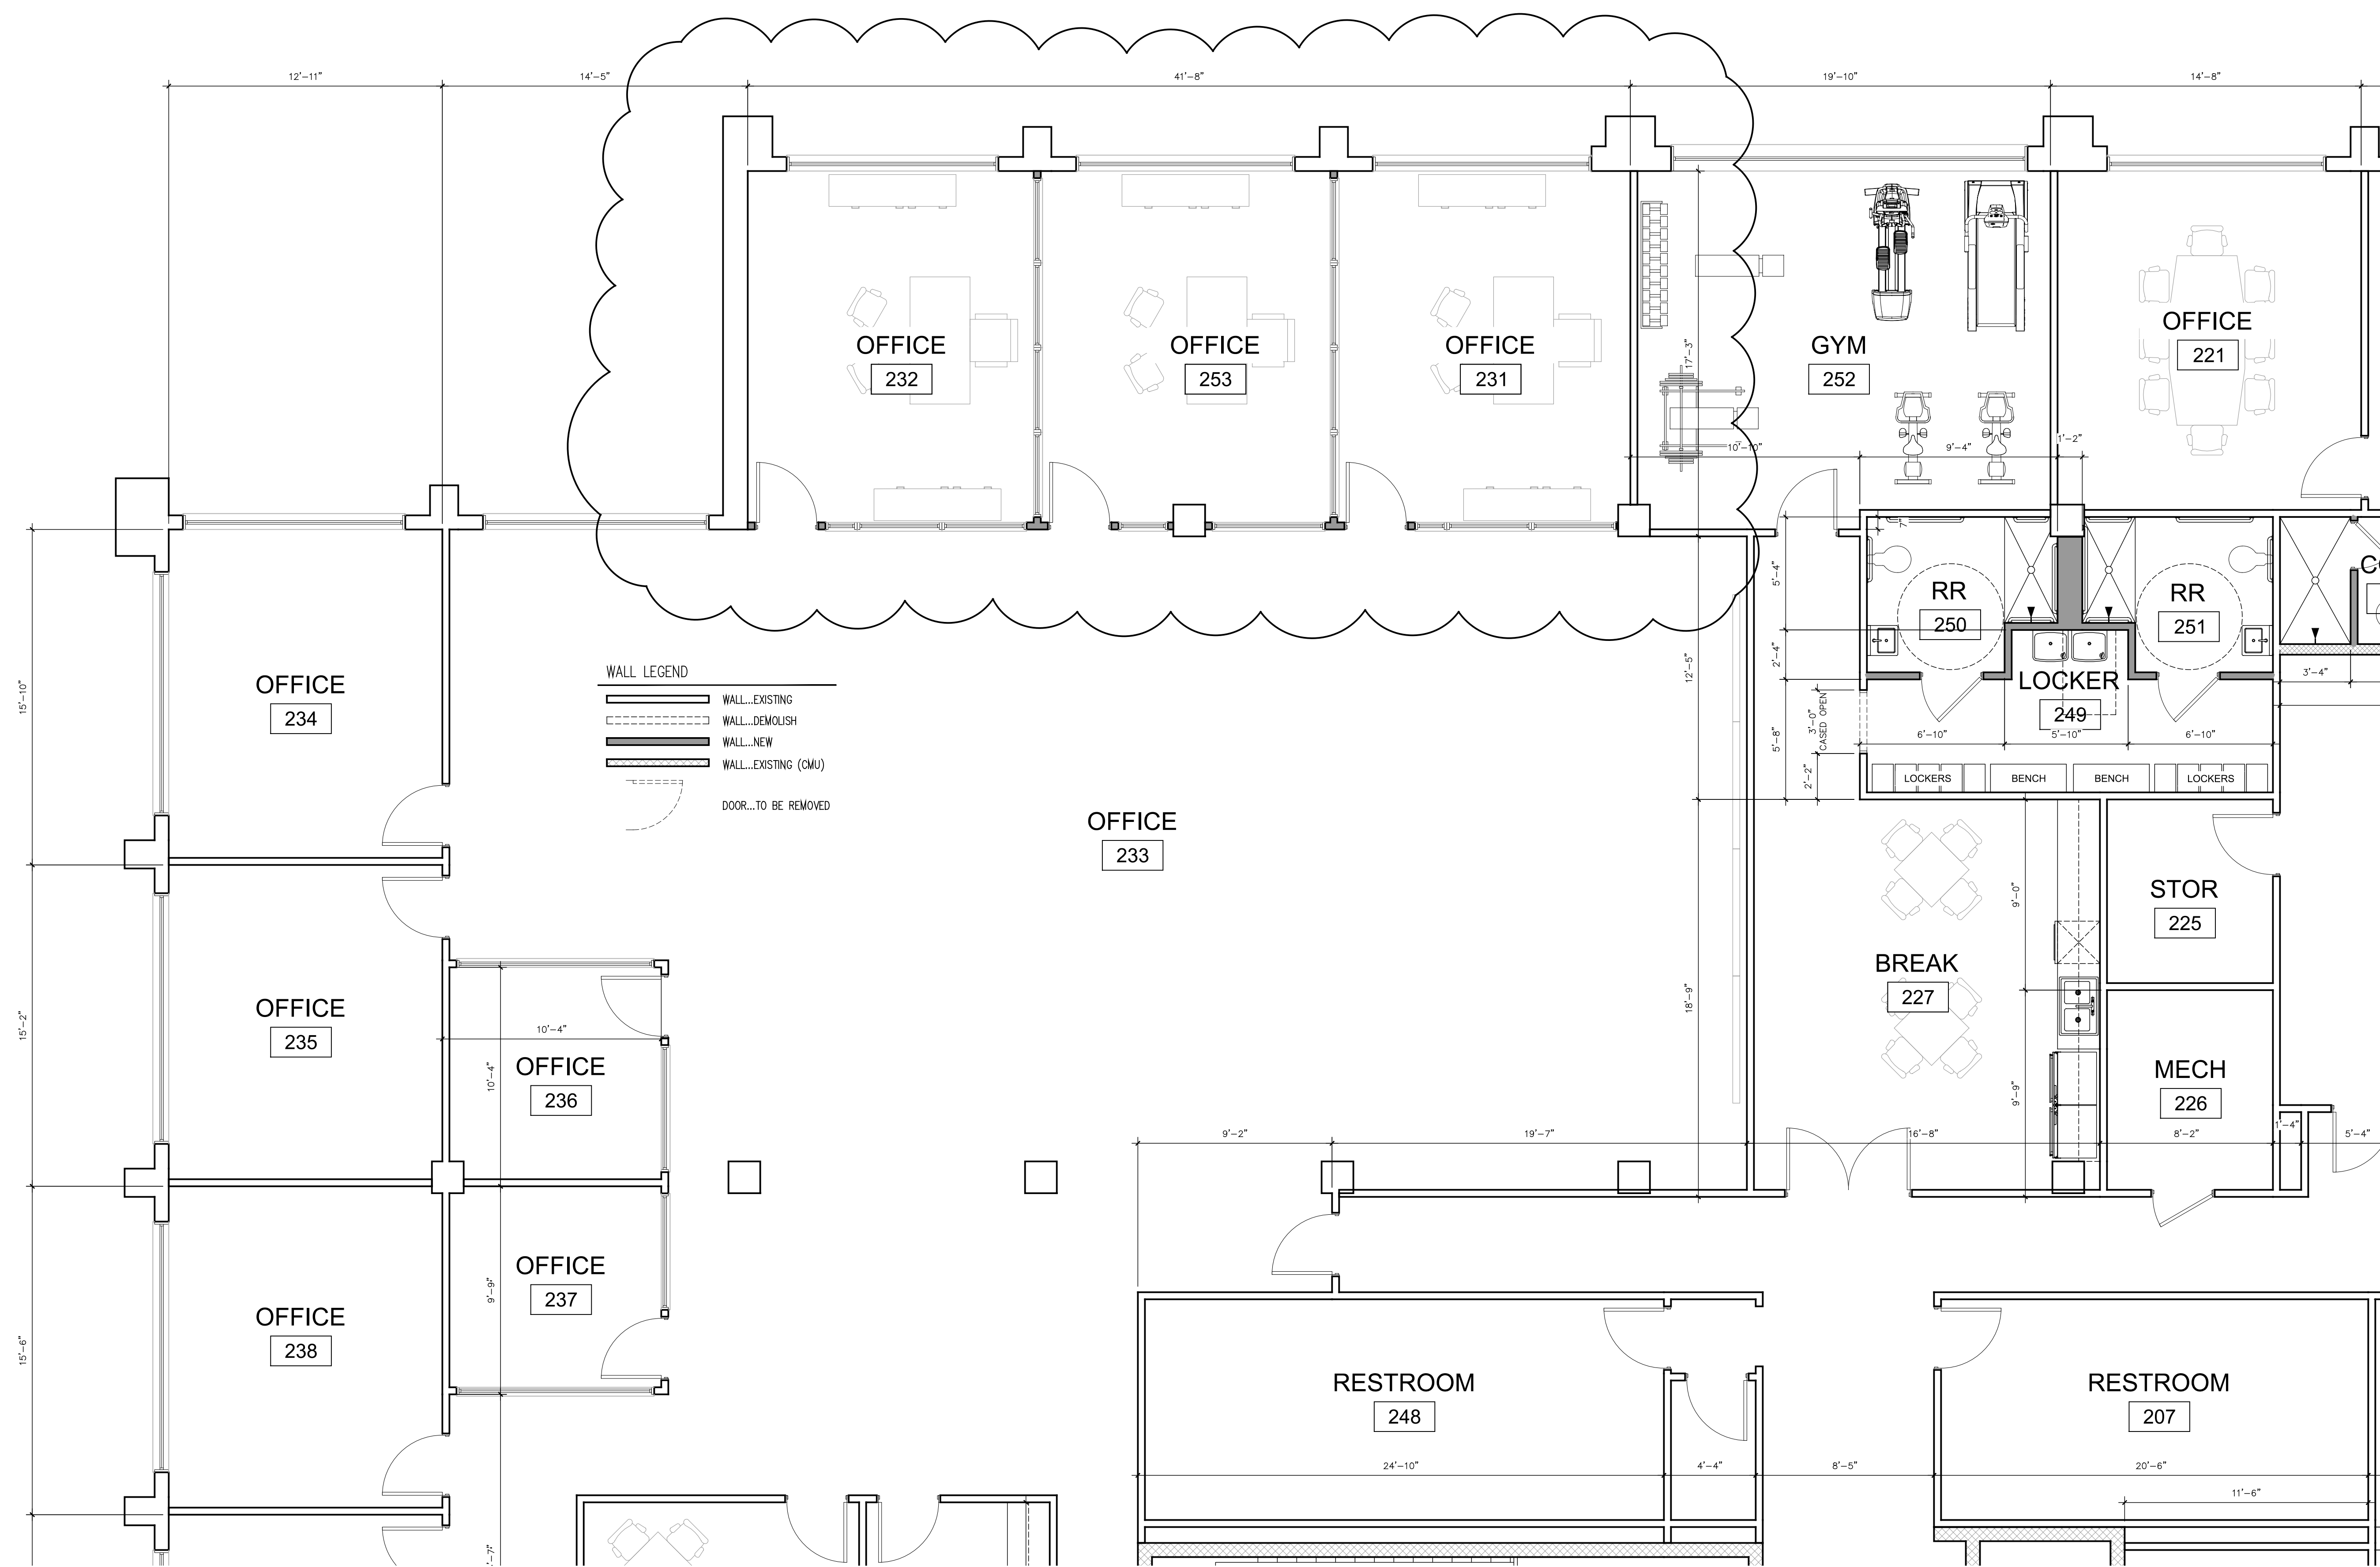 12'-11"
14'-5"
41'-8"
19'-10"
14'-8"
OFFICE
232
OFFICE
253
OFFICE
231
17'-3"
GYM
252
OFFICE
221
10'-10"
9'-4"
1'-2"
7"
5'-4"
2'-4"
RR
250
RR
251
LOCKER
249
3'-4"
12'-5"
5'-8"
3'-0"
CASED OPEN
2'-2"
6'-10"
5'-10"
6'-10"
LOCKERS
BENCH
BENCH
LOCKERS
WALL LEGEND
WALL...EXISTING
WALL...DEMOLISH
WALL...NEW
WALL...EXISTING (CMU)
DOOR...TO BE REMOVED
15'-10"
OFFICE
234
OFFICE
233
9'-0"
STOR
225
BREAK
227
18'-9"
15'-2"
OFFICE
235
10'-4"
10'-4"
OFFICE
236
9'-9"
MECH
226
9'-2"
19'-7"
16'-8"
8'-2"
1'-4"
5'-4"
OFFICE
237
9'-9"
15'-6"
OFFICE
238
RESTROOM
248
RESTROOM
207
24'-10"
4'-4"
8'-5"
20'-6"
11'-6"